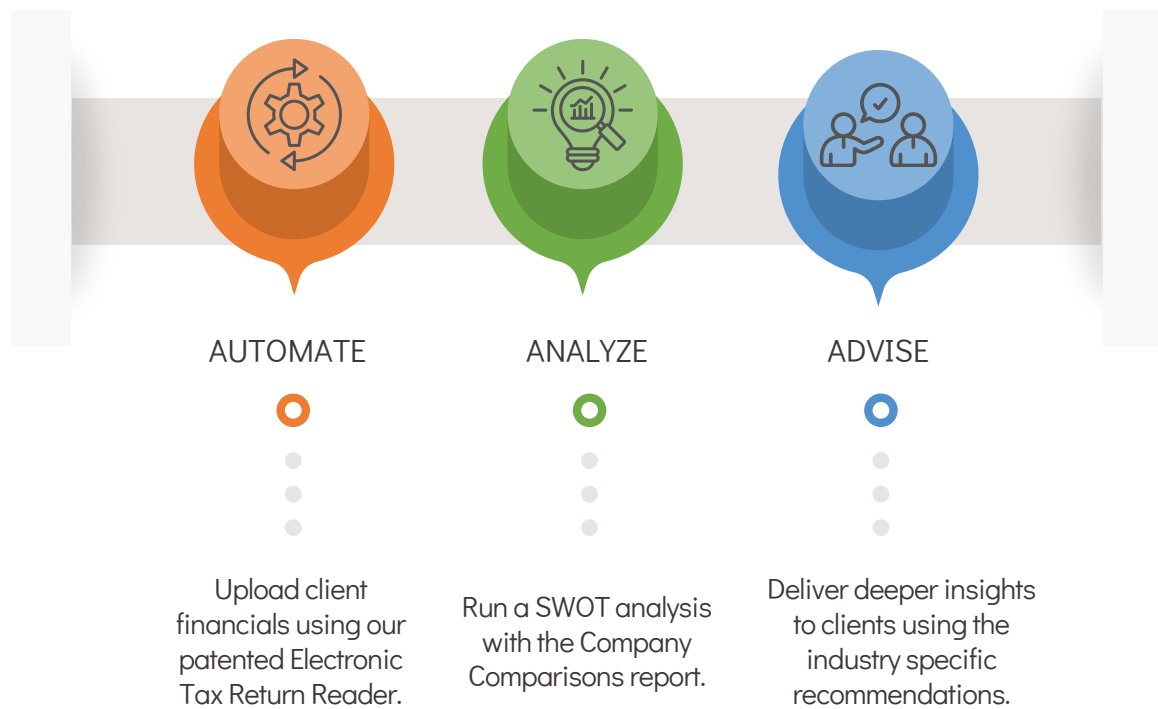 AUTOMATE
Upload client
financials using our
patented Electronic
Tax Return Reader.
ANALYZE
Run a SWOT analysis
with the Company
Comparisons report.
ADVISE
Deliver deeper insights
to clients using the
industry specific
recommendations.